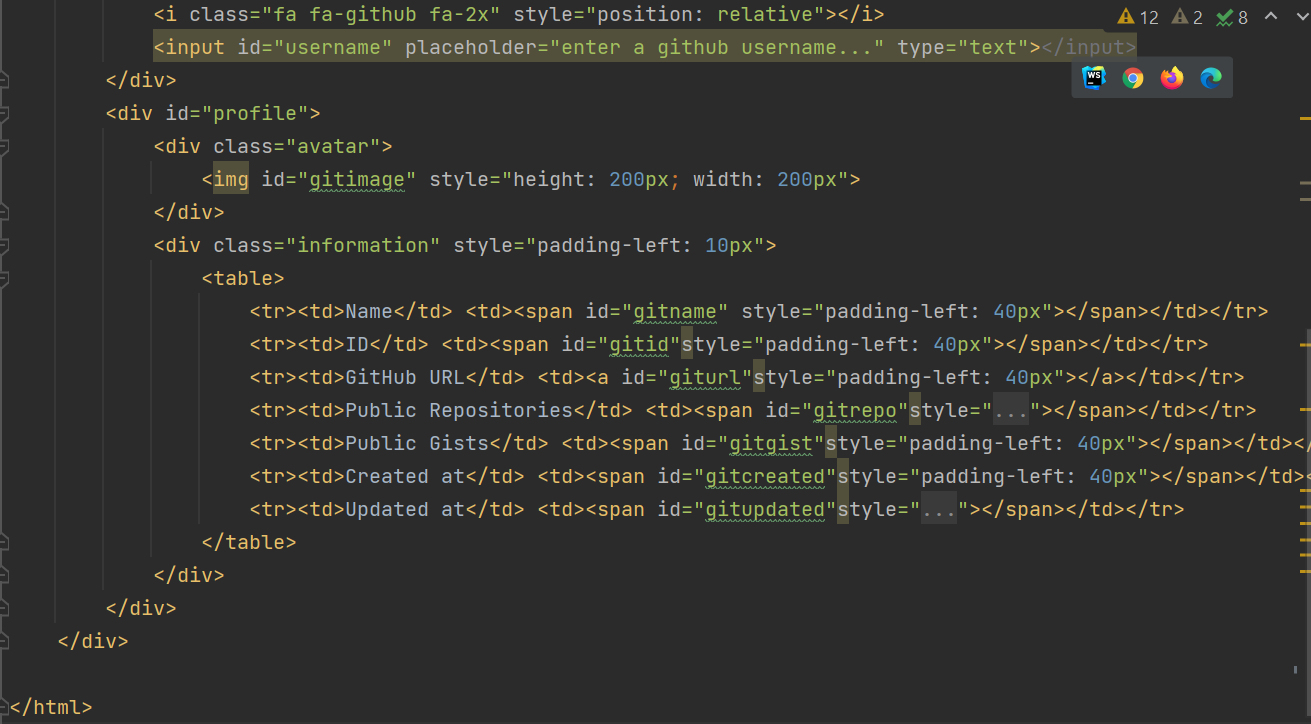 <i class="fa fa-github fa-2x" style="position: relative"></i>
12 2 8
<input id="username" placeholder="enter a github username..." type="text"></input>
</div>
WS
<div id="profile">
<div class="avatar">
<img id="gitimage" style="height: 200px; width: 200px">
</div>
<div class="information" style="padding-left: 10px">
<table>
<tr><td>Name</td> <td><span id="gitname" style="padding-left: 40px"></span></td></tr>
<tr><td>ID</td> <td><span id="gitid"style="padding-left: 40px"></span></td></tr>
<tr><td>GitHub URL</td> <td><a id="giturl"style="padding-left: 40px"></a></td></tr>
<tr><td>Public Repositories</td> <td><span id="gitrepo"style="..."></span></td></tr>
<tr><td>Public Gists</td> <td><span id="gitgist"style="padding-left: 40px"></span></td></
<tr><td>Created at</td> <td><span id="gitcreated"style="padding-left: 40px"></span></td><
<tr><td>Updated at</td> <td><span id="gitupdated"style="..."></span></td></tr>
</table>
</div>
</div>
</div>
</html>